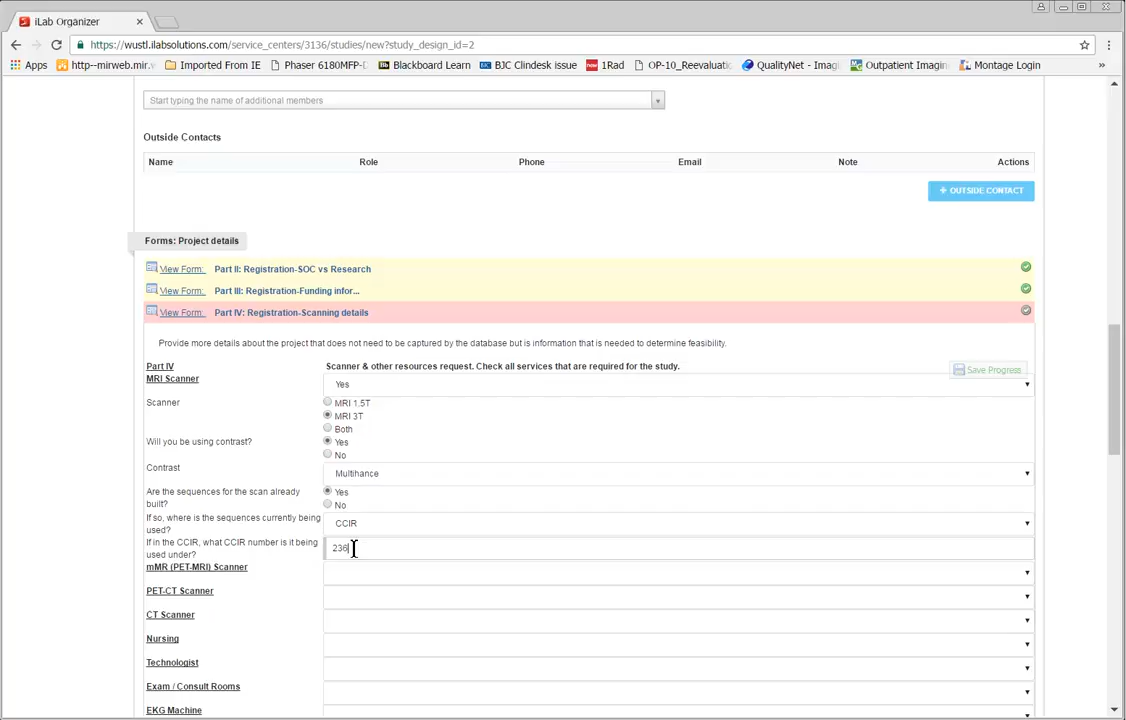 iLab Organizer
https://wustl.ilabsolutions.com/service_centers/3136/studies/new?study_design_id=2
Apps http--mirweb.mir.w Imported From IE Phaser 6180MFP-D Blackboard Learn BJC Clindesk issue 1Rad OP-10_Reevaluatio QualityNet - Imag Outpatient Imagin Montage Login »
Start typing the name of additional members
Outside Contacts
Name Role Phone Email Note Actions
+ OUTSIDE CONTACT
Forms: Project details
View Form: Part II: Registration-SOC vs Research
View Form: Part III: Registration-Funding infor...
View Form: Part IV: Registration-Scanning details
Provide more details about the project that does not need to be captured by the database but is information that is needed to determine feasibility.
Part IV Scanner & other resources request. Check all services that are required for the study. Save Progress
MRI Scanner Yes
Scanner MRI 1.5T
MRI 3T
Both
Will you be using contrast? Yes
No
Contrast Multihance
Are the sequences for the scan already Yes
built? No
If so, where is the sequences currently being CCIR
used?
If in the CCIR, what CCIR number is it being 236
used under?
mMR (PET-MRI) Scanner
PET-CT Scanner
CT Scanner
Nursing
Technologist
Exam / Consult Rooms
EKG Machine